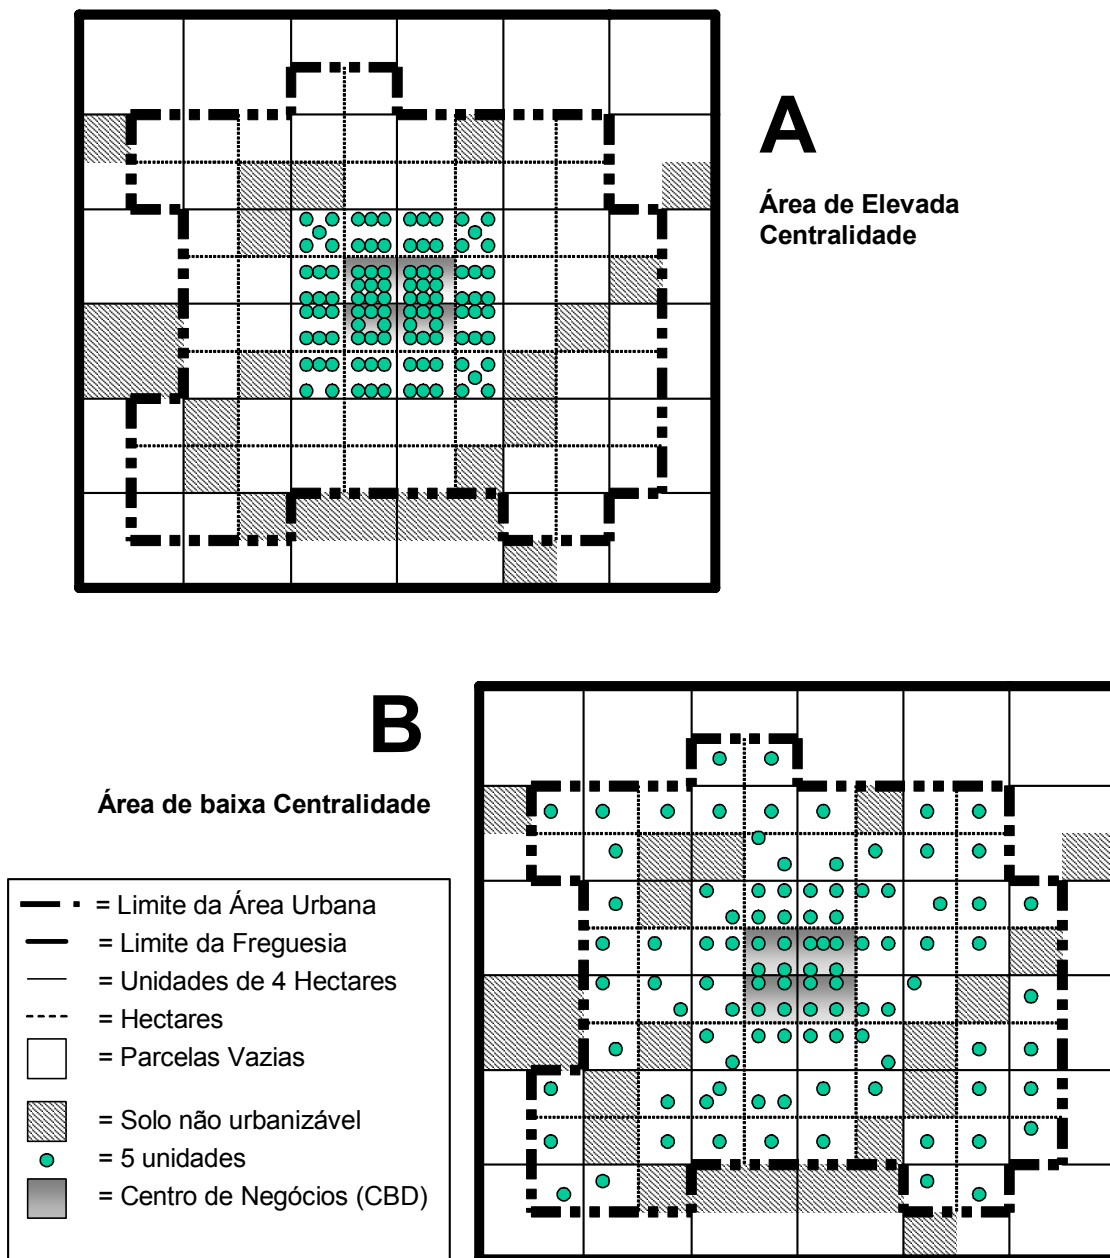 A
Área de Elevada
Centralidade
B
Área de baixa Centralidade
= Limite da Área Urbana
= Limite da Freguesia
= Unidades de 4 Hectares
= Hectares
= Parcelas Vazias
= Solo não urbanizável
= 5 unidades
= Centro de Negócios (CBD)